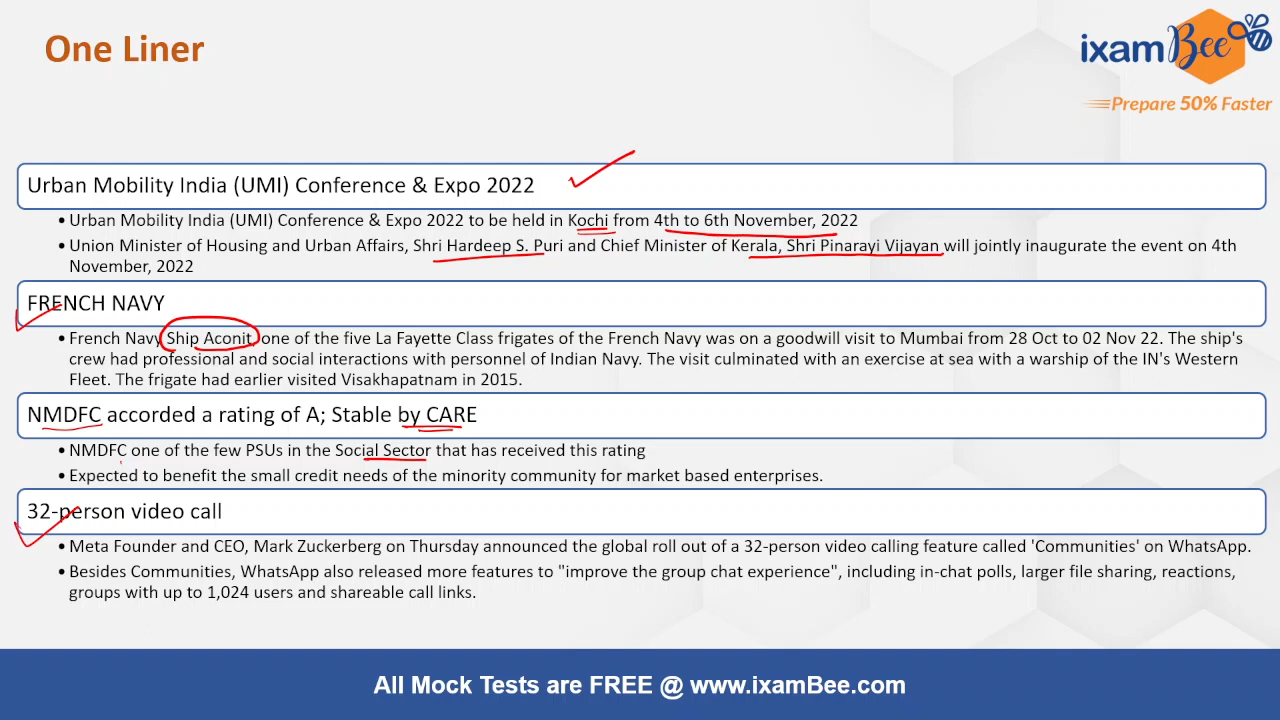 One Liner
ixamBee
Prepare 50% Faster
Urban Mobility India (UMI) Conference & Expo 2022
• Urban Mobility India (UMI) Conference & Expo 2022 to be held in Kochi from 4th to 6th November, 2022
• Union Minister of Housing and Urban Affairs, Shri Hardeep S. Puri and Chief Minister of Kerala, Shri Pinarayi Vijayan will jointly inaugurate the event on 4th
November, 2022
FRENCH NAVY
• French Navy Ship Aconit, one of the five La Fayette Class frigates of the French Navy was on a goodwill visit to Mumbai from 28 Oct to 02 Nov 22. The ship's
crew had professional and social interactions with personnel of Indian Navy. The visit culminated with an exercise at sea with a warship of the IN's Western
Fleet. The frigate had earlier visited Visakhapatnam in 2015.
NMDFC accorded a rating of A; Stable by CARE
• NMDFC one of the few PSUs in the Social Sector that has received this rating
• Expected to benefit the small credit needs of the minority community for market based enterprises.
32-person video call
• Meta Founder and CEO, Mark Zuckerberg on Thursday announced the global roll out of a 32-person video calling feature called 'Communities' on WhatsApp.
• Besides Communities, WhatsApp also released more features to "improve the group chat experience", including in-chat polls, larger file sharing, reactions,
groups with up to 1,024 users and shareable call links.
All Mock Tests are FREE @ www.ixamBee.com